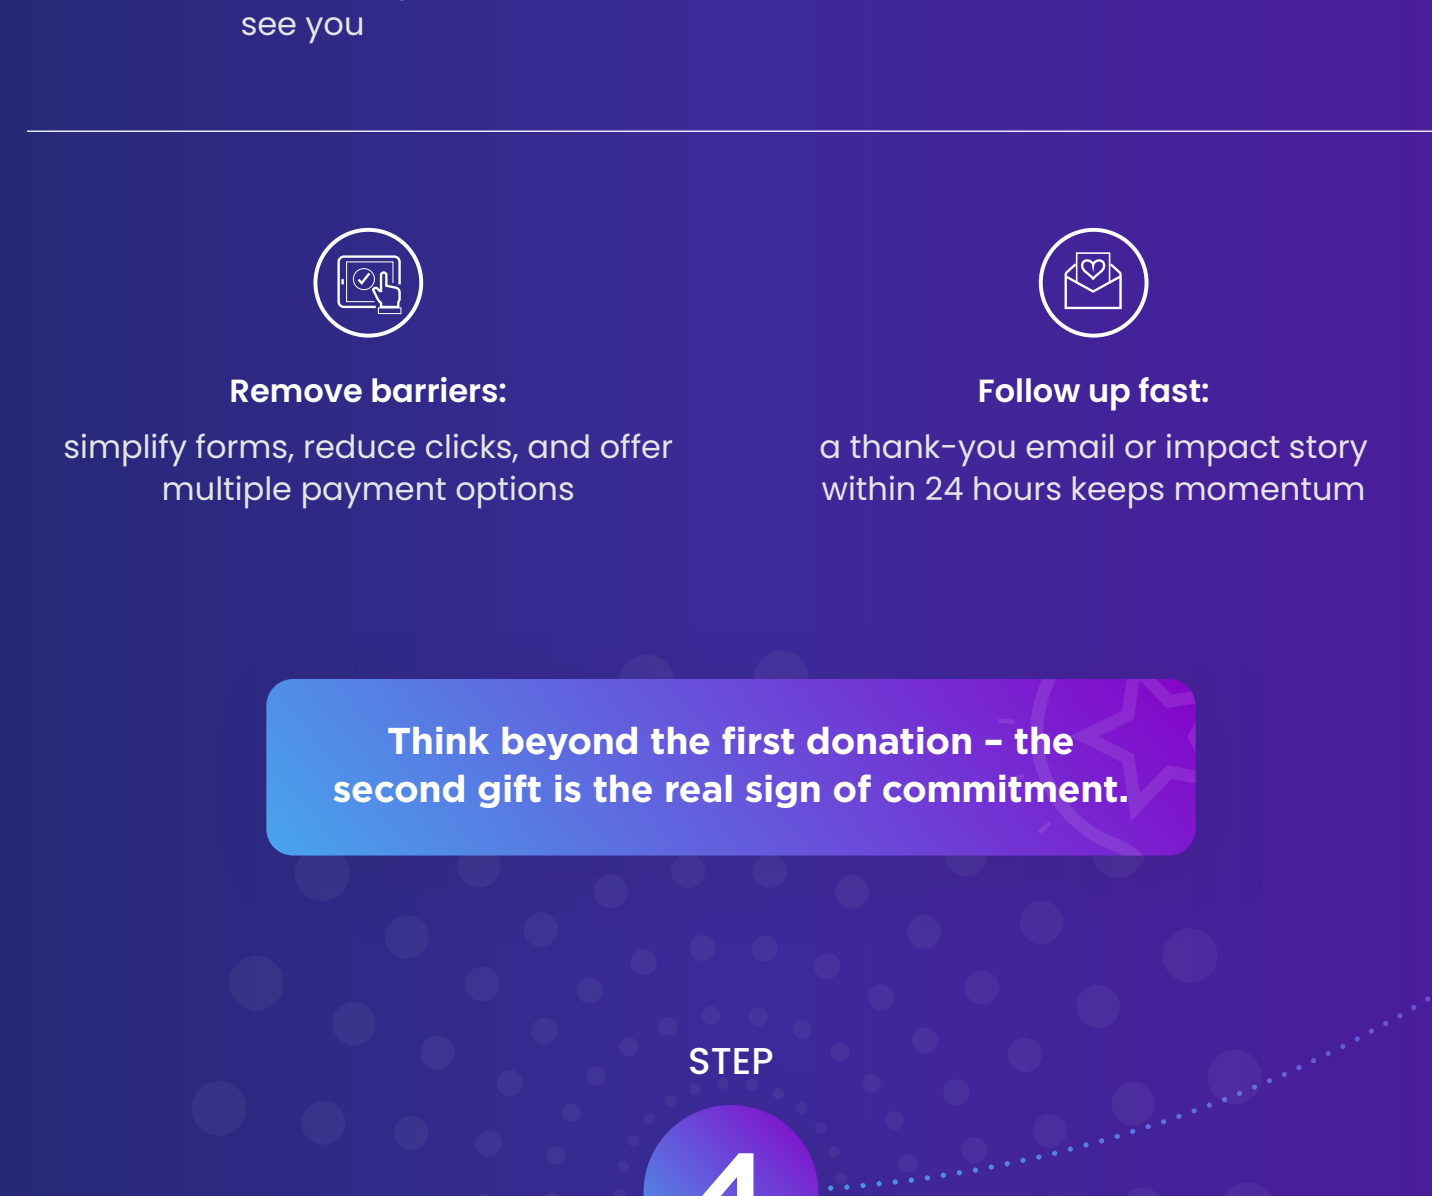 see you
Remove barriers:
simplify forms, reduce clicks, and offer
multiple payment options
Follow up fast:
a thank-you email or impact story
within 24 hours keeps momentum
Think beyond the first donation – the
second gift is the real sign of commitment.
STEP
4